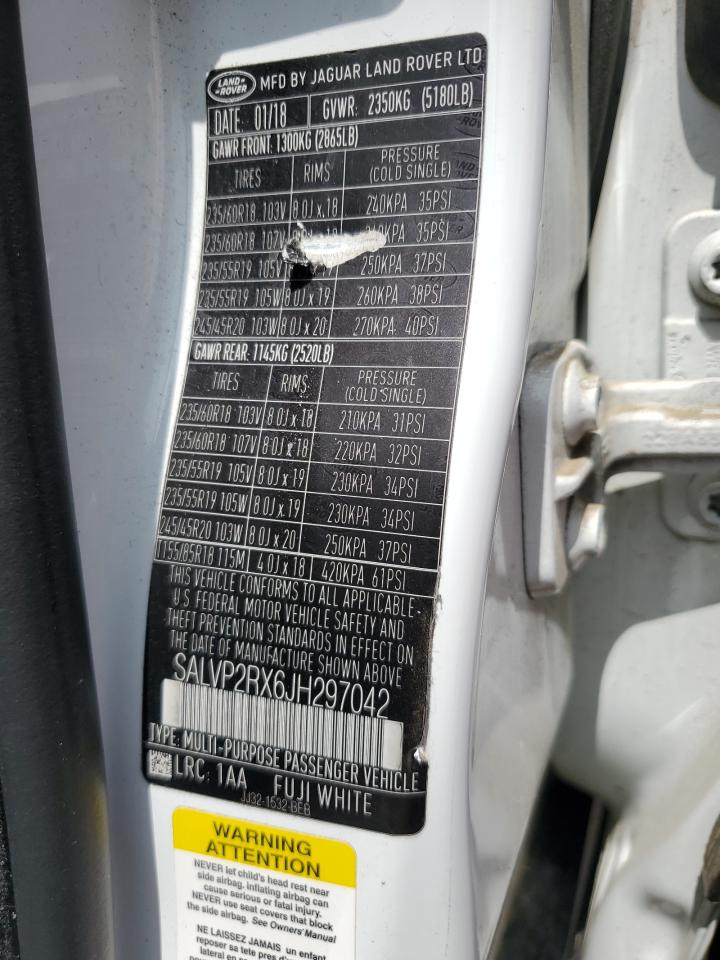 LAND ROVER MFD BY JAGUAR LAND ROVER LTD
DATE: 01/18 GVWR: 2350KG (5180LB)
GAWR FRONT: 1300KG (2865LB)
TIRES RIMS PRESSURE (COLD SINGLE)
235/60R18 103V 8.0J x 18 240KPA 35PSI
235/60R18 107V 35PSI
235/55R19 105V 250KPA 37PSI
235/55R19 105W 8.0J x 19 260KPA 38PSI
245/45R20 103W 8.0J x 20 270KPA 40PSI
GAWR REAR: 1145KG (2520LB)
TIRES RIMS PRESSURE (COLD SINGLE)
235/60R18 103V 8.0J x 18 210KPA 31PSI
235/60R18 107V 8.0J x 18 220KPA 32PSI
235/55R19 105V 8.0J x 19 230KPA 34PSI
235/55R19 105W 8.0J x 19 230KPA 34PSI
245/45R20 103W 8.0J x 20 250KPA 37PSI
T155/85R18 115M 4.0J x 18 420KPA 61PSI
THIS VEHICLE CONFORMS TO ALL APPLICABLE
U.S FEDERAL MOTOR VEHICLE SAFETY AND
THEFT PREVENTION STANDARDS IN EFFECT ON
THE DATE OF MANUFACTURE SHOWN ABOVE
SALVP2RX6JH297042
TYPE: MULTI-PURPOSE PASSENGER VEHICLE
LRC: 1AA FUJI WHITE
JJ32-1532-BEB
WARNING
ATTENTION
NEVER let child's head rest near
side airbag. inflating airbag can
cause serious or fatal injury.
NEVER use seat covers that block
the side airbag. See Owners' Manual
NE LAISSEZ JAMAIS un enfant
reposer sa tete pres d'un